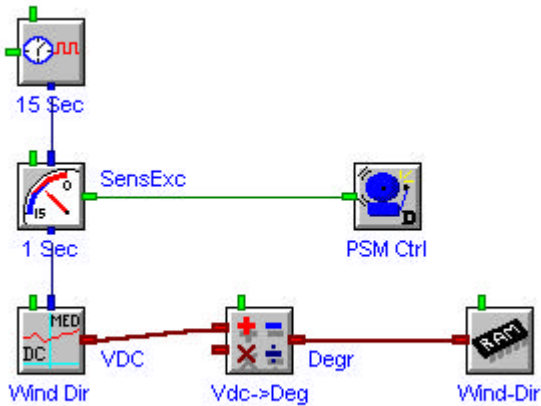 15 Sec
0
15
SensExc
D
1 Sec
PSM Ctrl
MED
DC
VDC
Degr
RAM
Wind Dir
Vdc->Deg
Wind-Dir